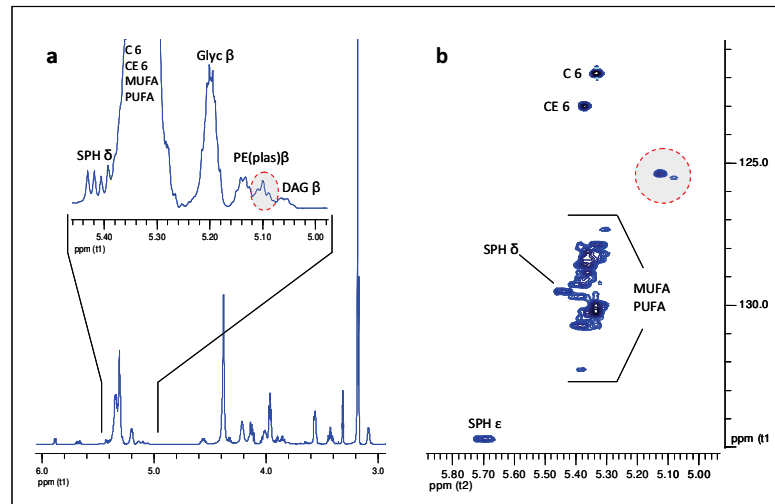 a
C 6
CE 6
MUFA
PUFA
Glyc β
SPH δ
PE(plas)β
DAG β
5.40 5.30 5.20 5.10 5.00
ppm (t1)
6.0 5.0 4.0 3.0
ppm (t1)
b
C 6
CE 6
125.0
SPH δ
MUFA
PUFA
130.0
SPH ε
ppm (t1
5.80 5.70 5.60 5.50 5.40 5.30 5.20 5.10 5.00
ppm (t2)